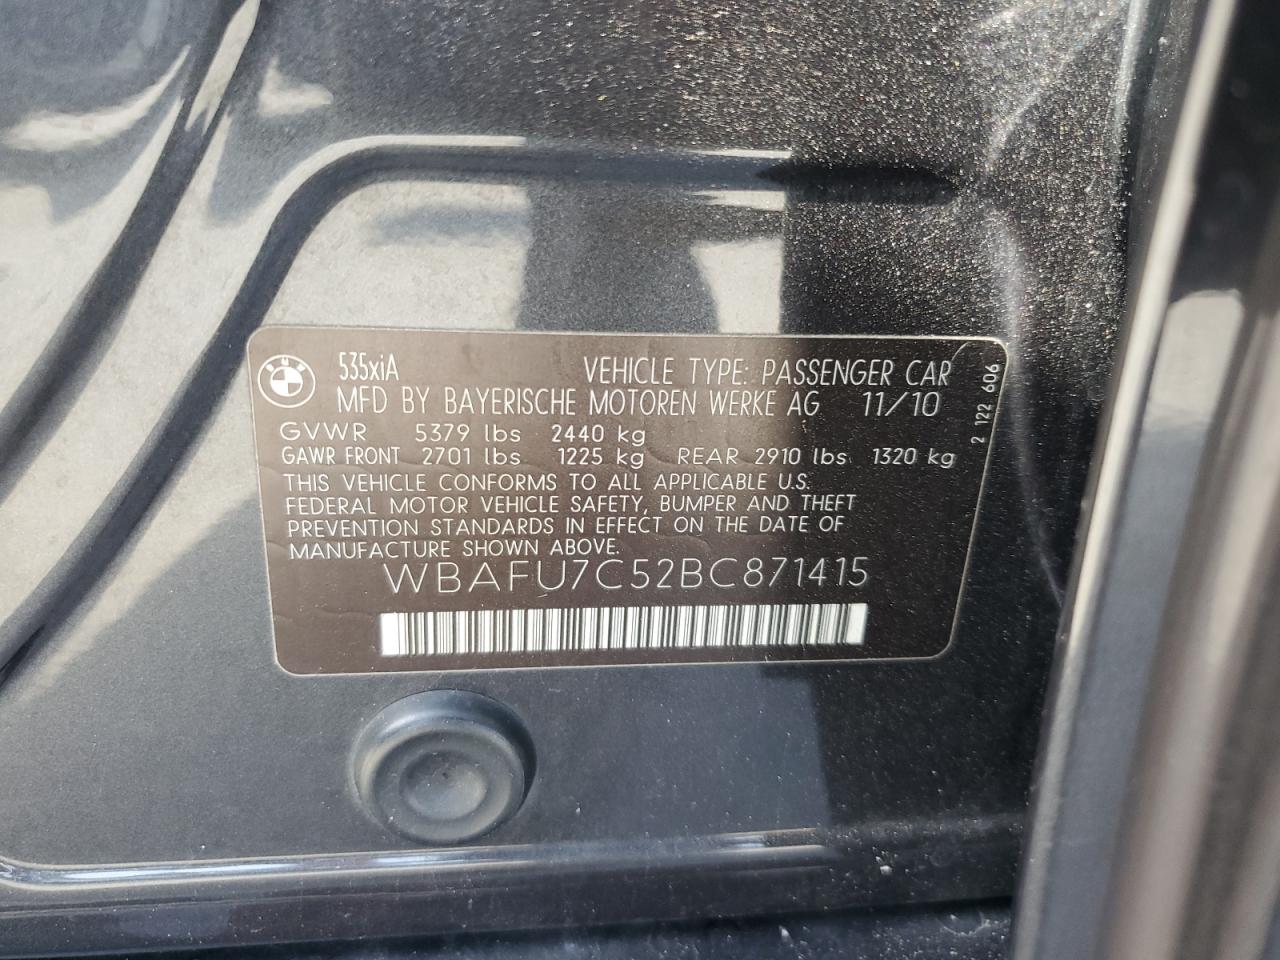 BMW
535xiA VEHICLE TYPE: PASSENGER CAR
MFD BY BAYERISCHE MOTOREN WERKE AG 11/10
GVWR 5379 lbs 2440 kg
GAWR FRONT 2701 lbs 1225 kg REAR 2910 lbs 1320 kg
THIS VEHICLE CONFORMS TO ALL APPLICABLE U.S.
FEDERAL MOTOR VEHICLE SAFETY, BUMPER AND THEFT
PREVENTION STANDARDS IN EFFECT ON THE DATE OF
MANUFACTURE SHOWN ABOVE.
WBAFU7C52BC871415
2 122 606